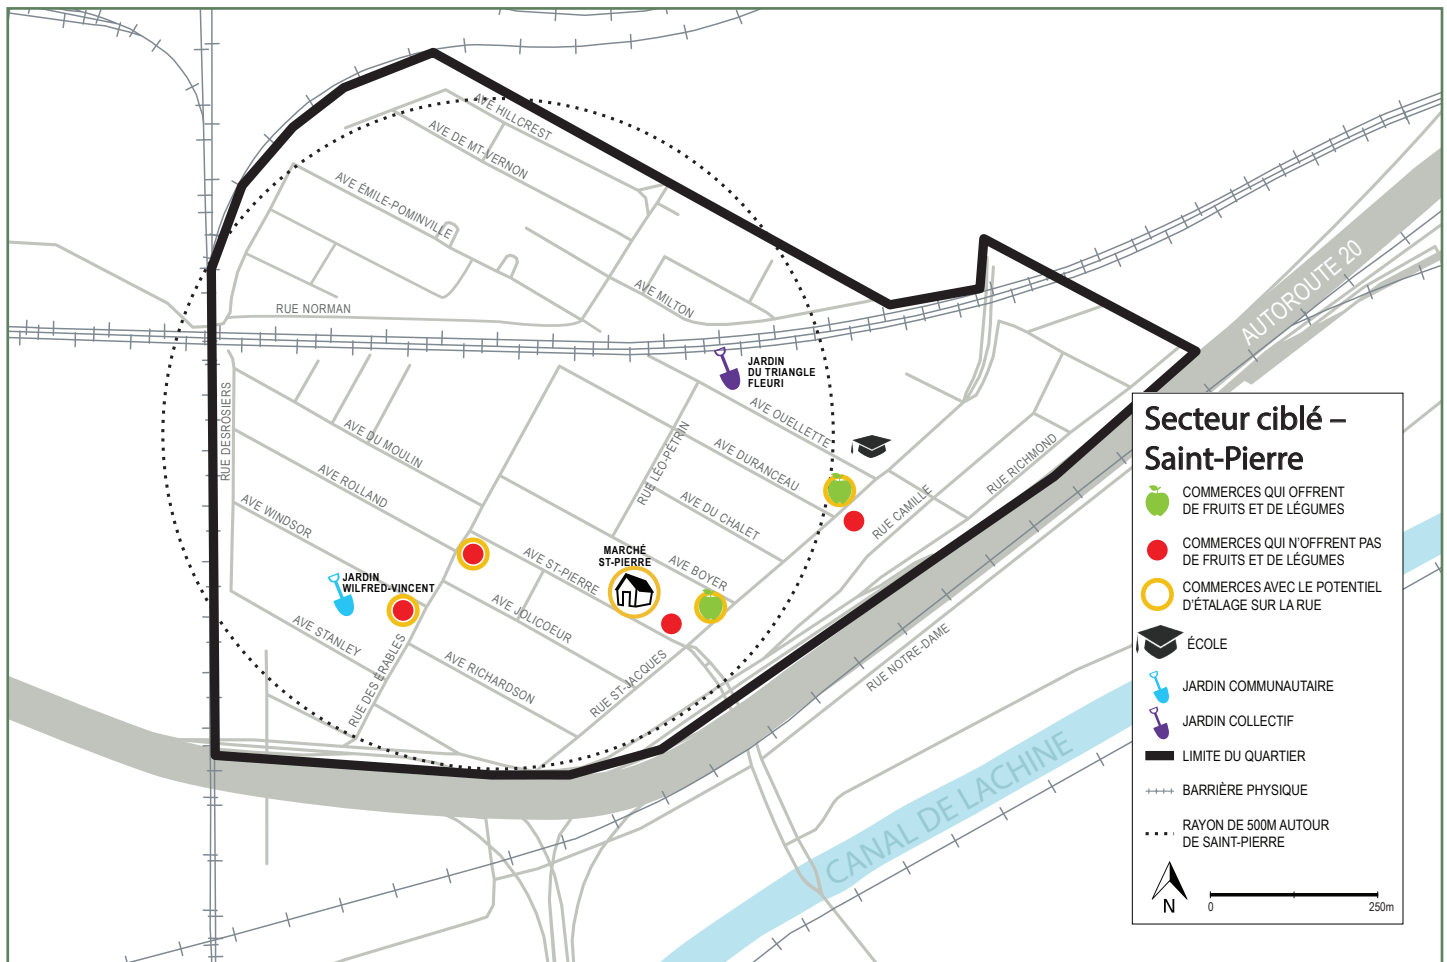 AVE HILLCREST
AVE DE MT-VERNON
AVE ÉMILE-POMINVILLE
RUE NORMAN
AVE MILTON
AUTOROUTE 20
JARDIN
DU TRIANGLE
FLEURI
RUE DESROSIERS
AVE DU MOULIN
AVE ROLLAND
AVE WINDSOR
RUE LÉO-PÉTRIN
AVE OUELLETTE
AVE DURANCEAU
AVE DU CHALET
RUE CAMILLE
RUE RICHMOND
MARCHÉ
ST-PIERRE
AVE ST-PIERRE
AVE BOYER
JARDIN
WILFRED-VINCENT
AVE STANLEY
RUE DES ÉRABLES
AVE JOLICOEUR
AVE RICHARDSON
RUE ST-JACQUES
RUE NOTRE-DAME
CANAL DE LACHINE
Secteur ciblé –
Saint-Pierre
COMMERCES QUI OFFRENT
DE FRUITS ET DE LÉGUMES
COMMERCES QUI N'OFFRENT PAS
DE FRUITS ET DE LÉGUMES
COMMERCES AVEC LE POTENTIEL
D'ÉTALAGE SUR LA RUE
ÉCOLE
JARDIN COMMUNAUTAIRE
JARDIN COLLECTIF
LIMITE DU QUARTIER
BARRIÈRE PHYSIQUE
RAYON DE 500M AUTOUR
DE SAINT-PIERRE
N
0 250m